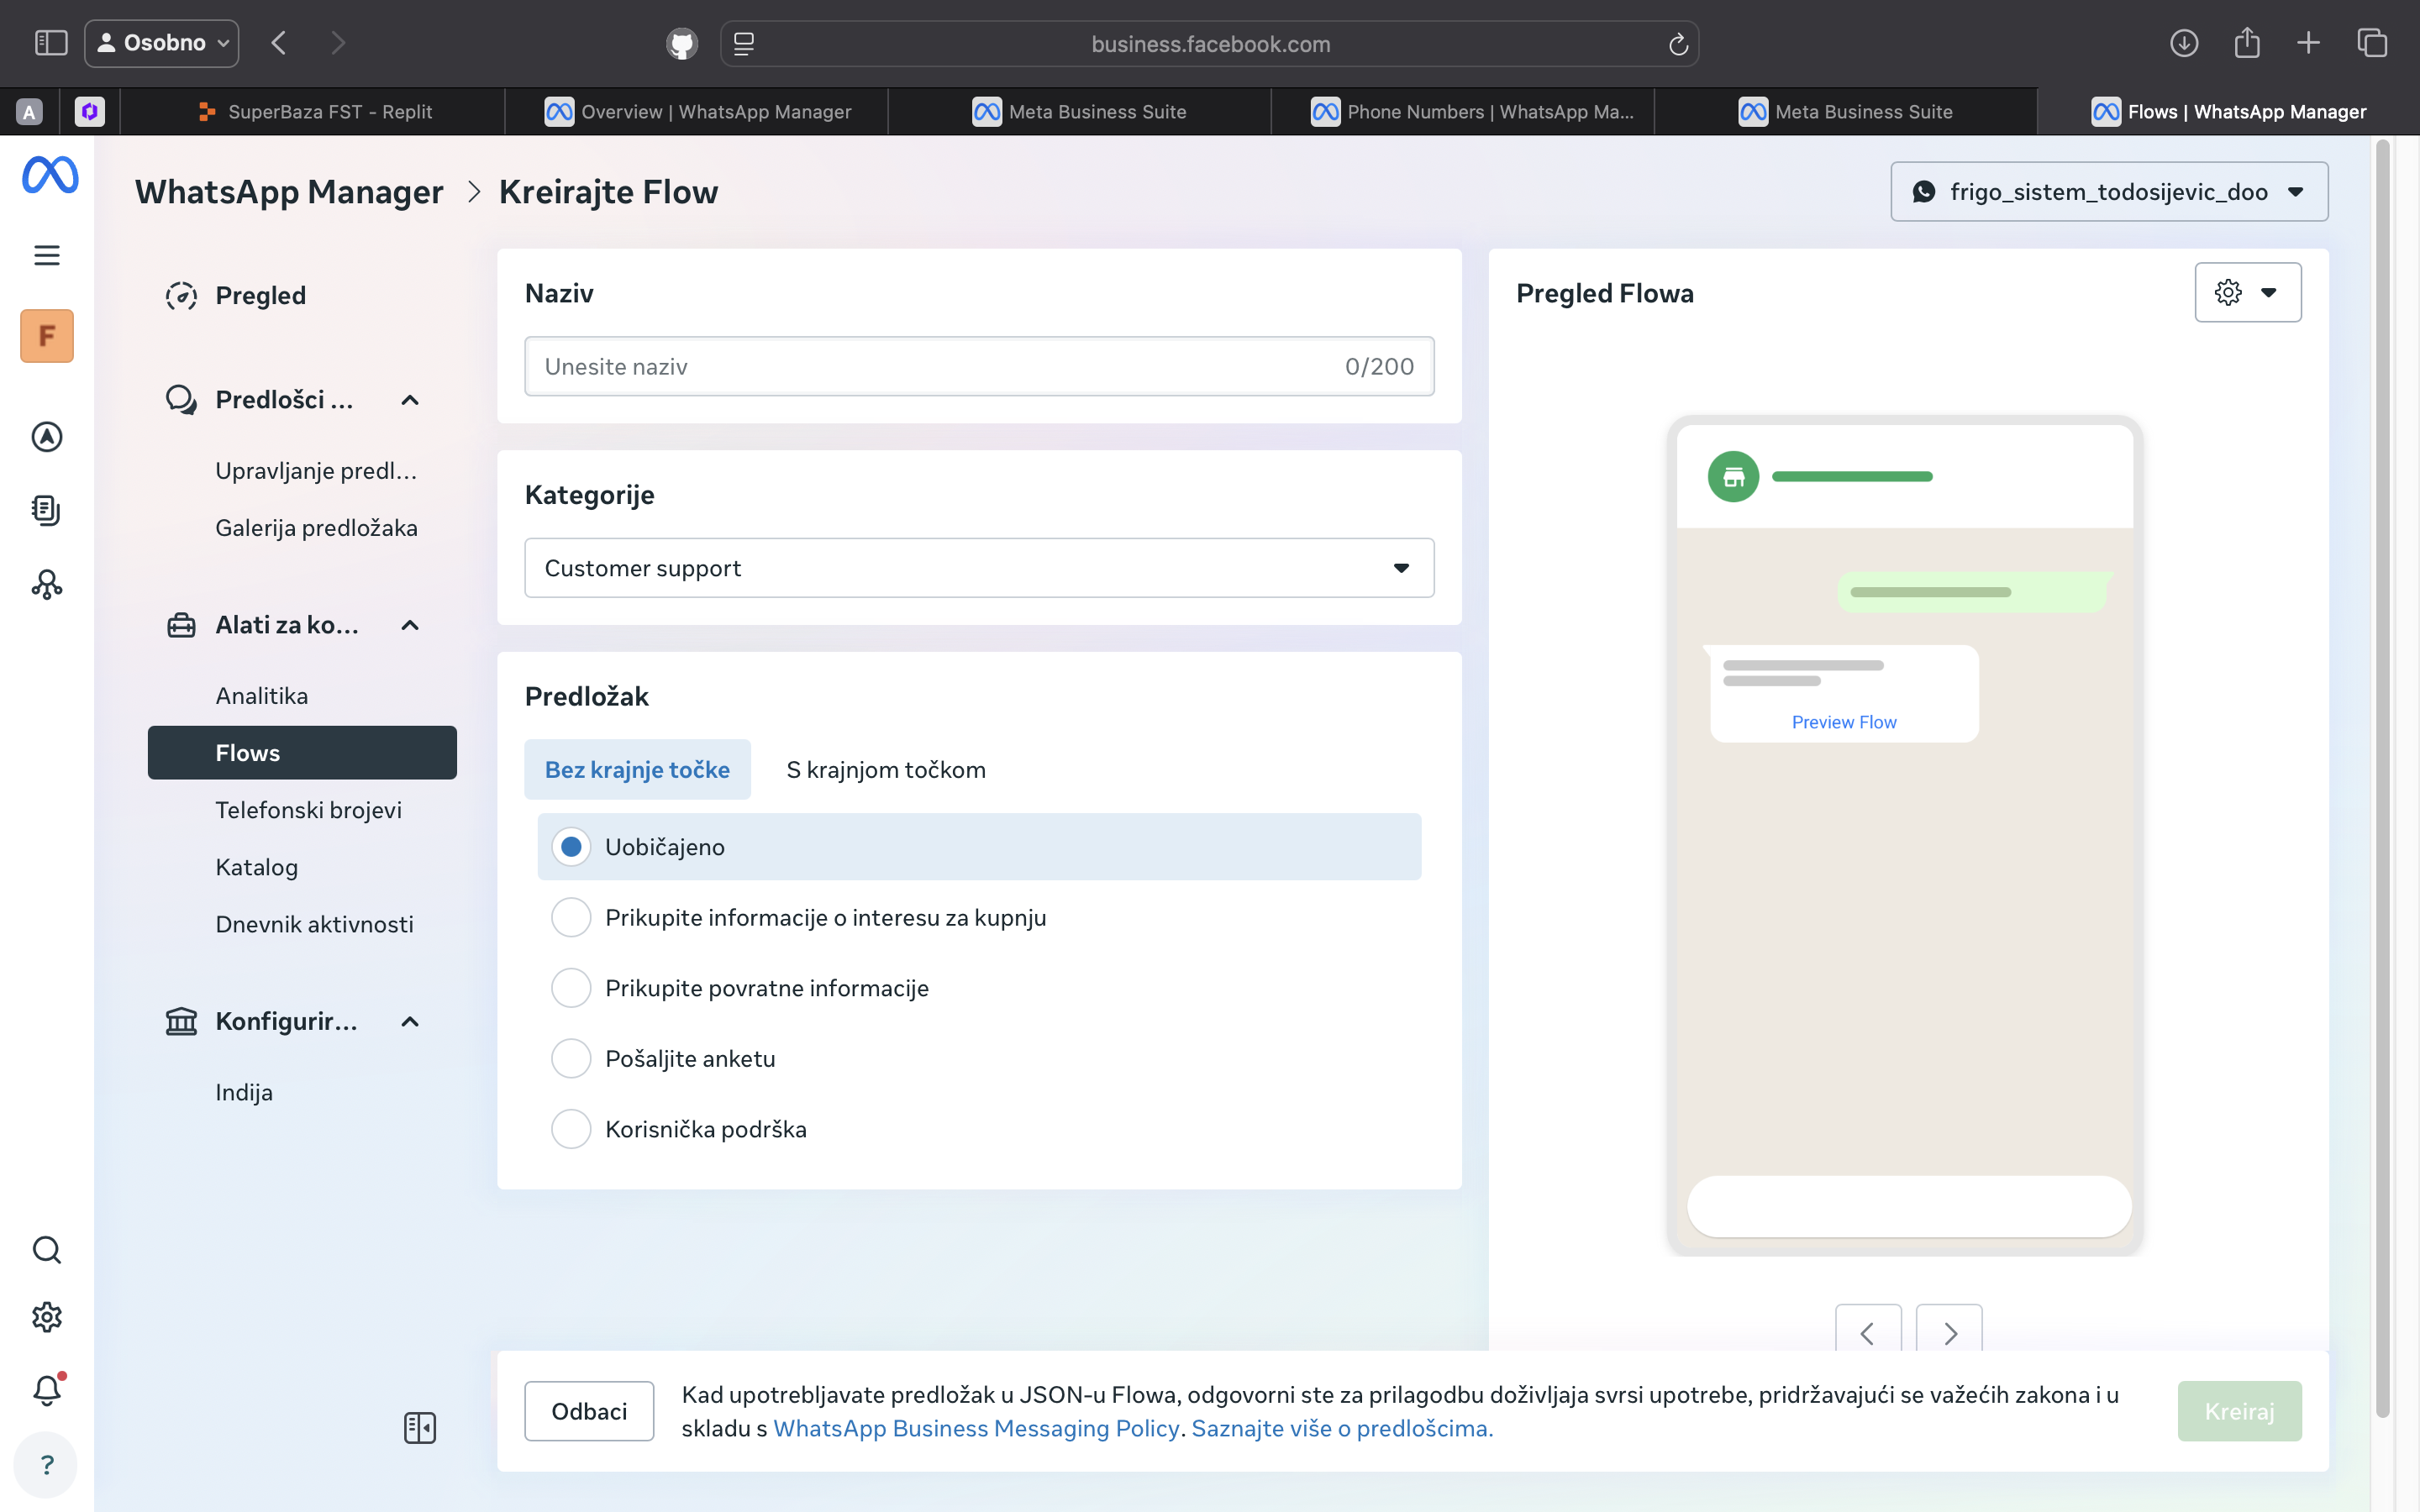 Osobno
business.facebook.com
A
SuperBaza FST - Replit
Overview | WhatsApp Manager
Meta Business Suite
Phone Numbers | WhatsApp Ma...
Meta Business Suite
Flows | WhatsApp Manager
WhatsApp Manager > Kreirajte Flow
frigo_sistem_todosijevic_doo
F
Pregled
Predlošci ...
Upravljanje predl...
Galerija predložaka
Alati za ko...
Analitika
Flows
Telefonski brojevi
Katalog
Dnevnik aktivnosti
Konfigurir...
Indija
?
Naziv
Unesite naziv 0/200
Kategorije
Customer support
Predložak
Bez krajnje točke S krajnjom točkom
Uobičajeno
Prikupite informacije o interesu za kupnju
Prikupite povratne informacije
Pošaljite anketu
Korisnička podrška
Pregled Flowa
Preview Flow
Odbaci
Kad upotrebljavate predložak u JSON-u Flowa, odgovorni ste za prilagodbu doživljaja svrsi upotrebe, pridržavajući se važećih zakona i u
skladu s WhatsApp Business Messaging Policy. Saznajte više o predlošcima.
Kreiraj